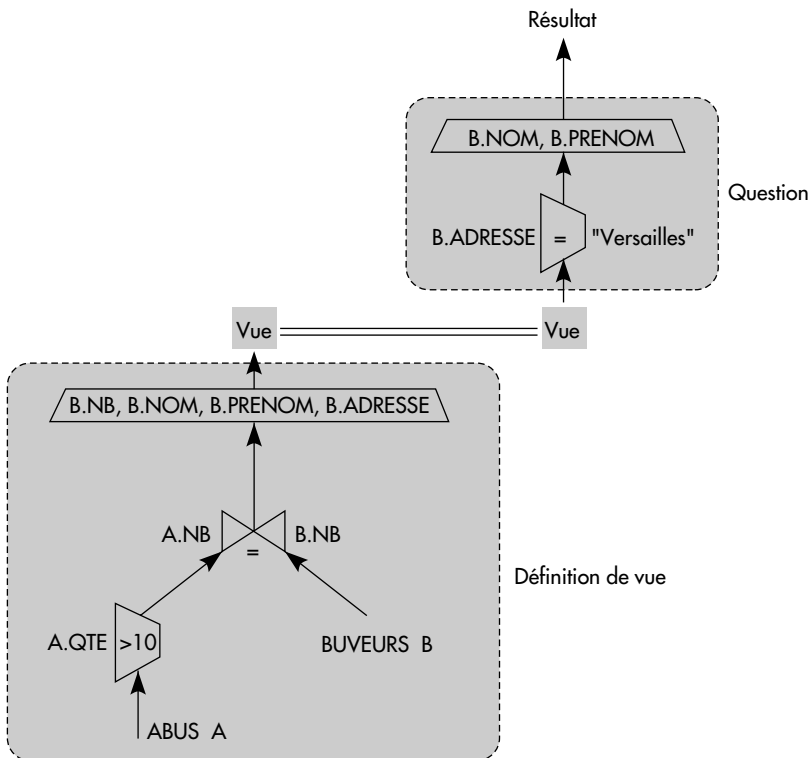 Résultat
B.NOM, B.PRENOM
Question
B.ADRESSE = "Versailles"
Vue
Vue
B.NB, B.NOM, B.PRENOM, B.ADRESSE
A.NB = B.NB
Définition de vue
A.QTE >10
BUVEURS B
ABUS A